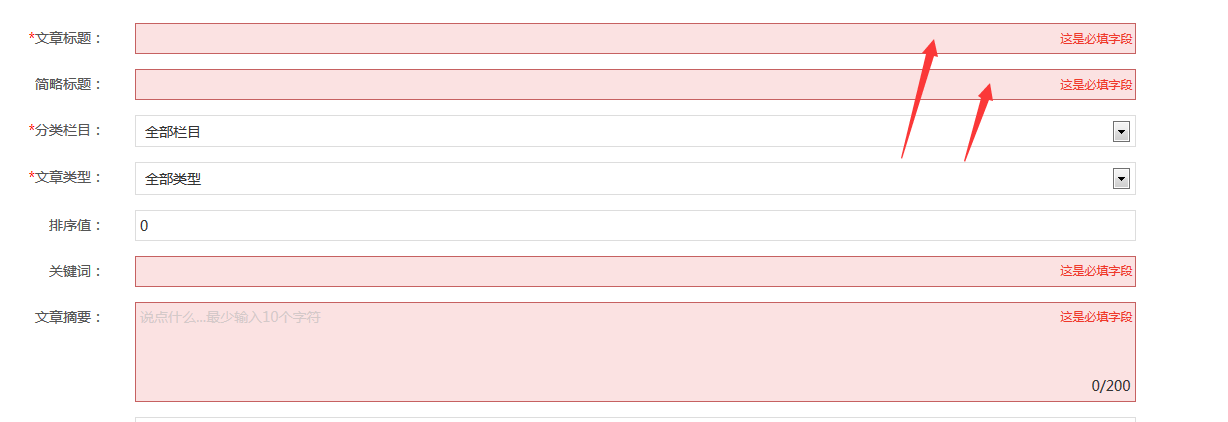 *文章标题： 这是必填字段
简略标题： 这是必填字段
*分类栏目： 全部栏目
*文章类型： 全部类型
排序值： 0
关键词： 这是必填字段
文章摘要： 说点什么...最少输入10个字符 这是必填字段
0/200